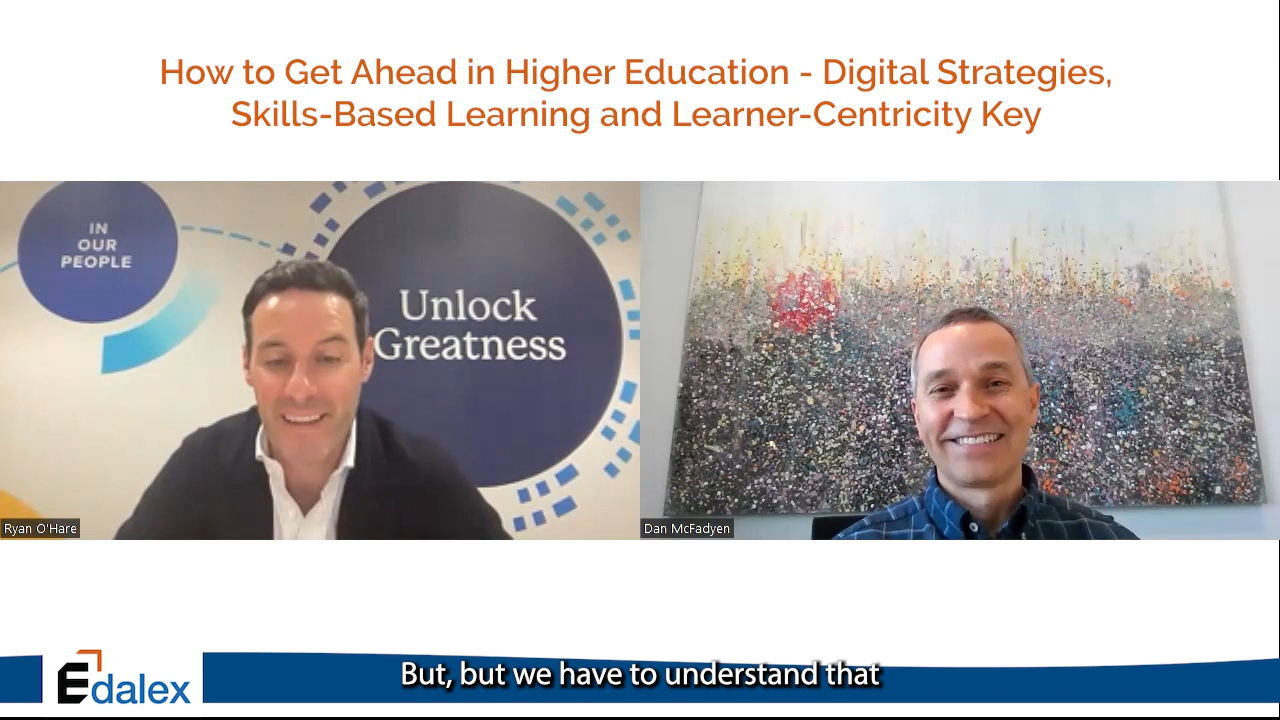 How to Get Ahead in Higher Education - Digital Strategies,
Skills-Based Learning and Learner-Centricity Key
IN
OUR
PEOPLE
Unlock
Greatness
Ryan O'Hare
Dan McFadyen
Edalex
But, but we have to understand that